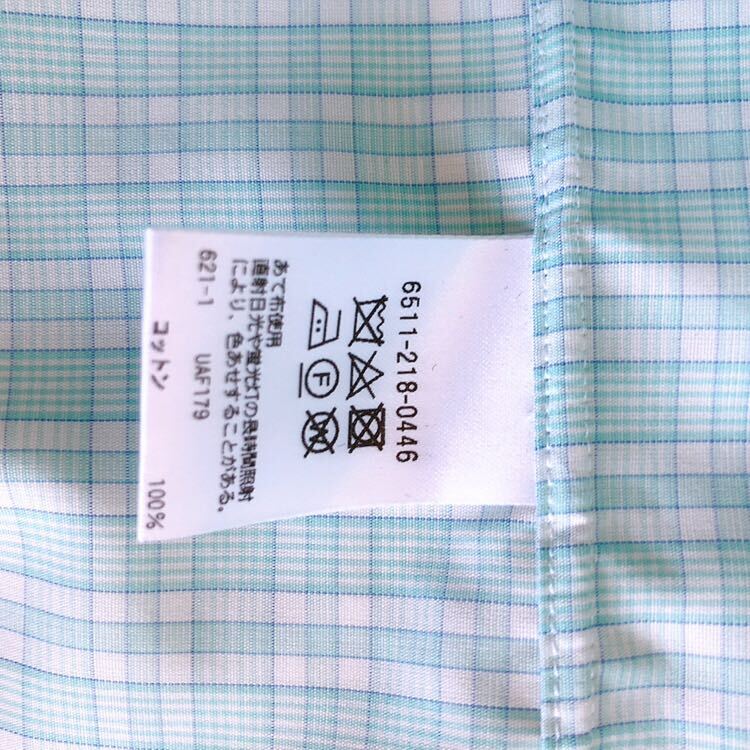 6511-218-0446
F
W
あて布使用
直射日光や蛍光灯の長時間照射
により、色あせすることがある。
621-1 UAF179
コットン 100%